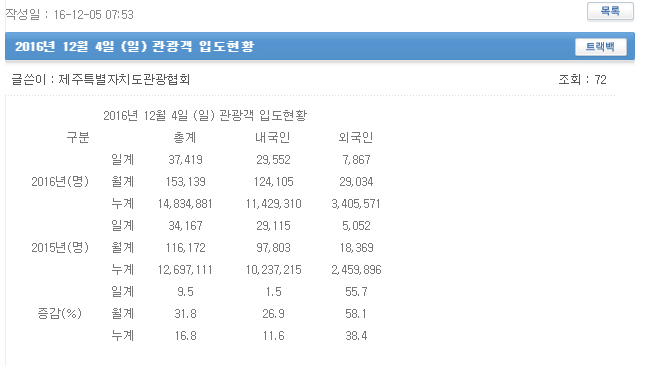 작성일 : 16-12-05 07:53
목록
2016년 12월 4일 (일) 관광객 입도현황
트랙백
글쓴이 : 제주특별자치도관광협회
조회 : 72
2016년 12월 4일 (일) 관광객 입도현황
구분 총계 내국인 외국인
일계 37,419 29,552 7,867
2016년(명) 월계 153,139 124,105 29,034
누계 14,834,881 11,429,310 3,405,571
일계 34,167 29,115 5,052
2015년(명) 월계 116,172 97,803 18,369
누계 12,697,111 10,237,215 2,459,896
일계 9.5 1.5 55.7
증감(%) 월계 31.8 26.9 58.1
누계 16.8 11.6 38.4